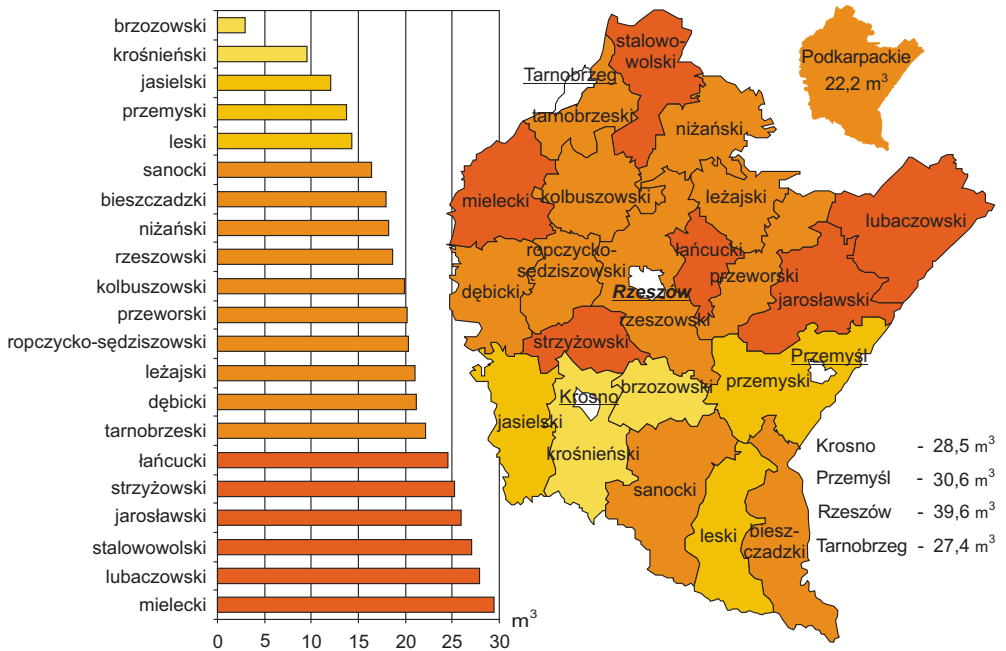 brzozowski
krośnieński
jasielski
przemyski
leski
sanocki
bieszczadzki
niżański
rzeszowski
kolbuszowski
przeworski
ropczycko-sędziszowski
leżajski
dębicki
tarnobrzeski
łańcucki
strzyżowski
jarosławski
stalowowolski
lubaczowski
mielecki
0 5 10 15 20 25 30
m³
stalowo-
wolski
Tarnobrzeg
tarnobrzeski
niżański
mielecki
kolbuszowski
leżajski
lubaczowski
ropczycko-
sędziszowski
łańcucki
dębicki
przeworski
jarosławski
Rzeszów
rzeszowski
strzyżowski
Przemyśl
przemyski
brzozowski
Krosno
jasielski
krośnieński
sanocki
leski
biesz-
czadzki
Podkarpackie
22,2 m³
Krosno - 28,5 m³
Przemyśl - 30,6 m³
Rzeszów - 39,6 m³
Tarnobrzeg - 27,4 m³